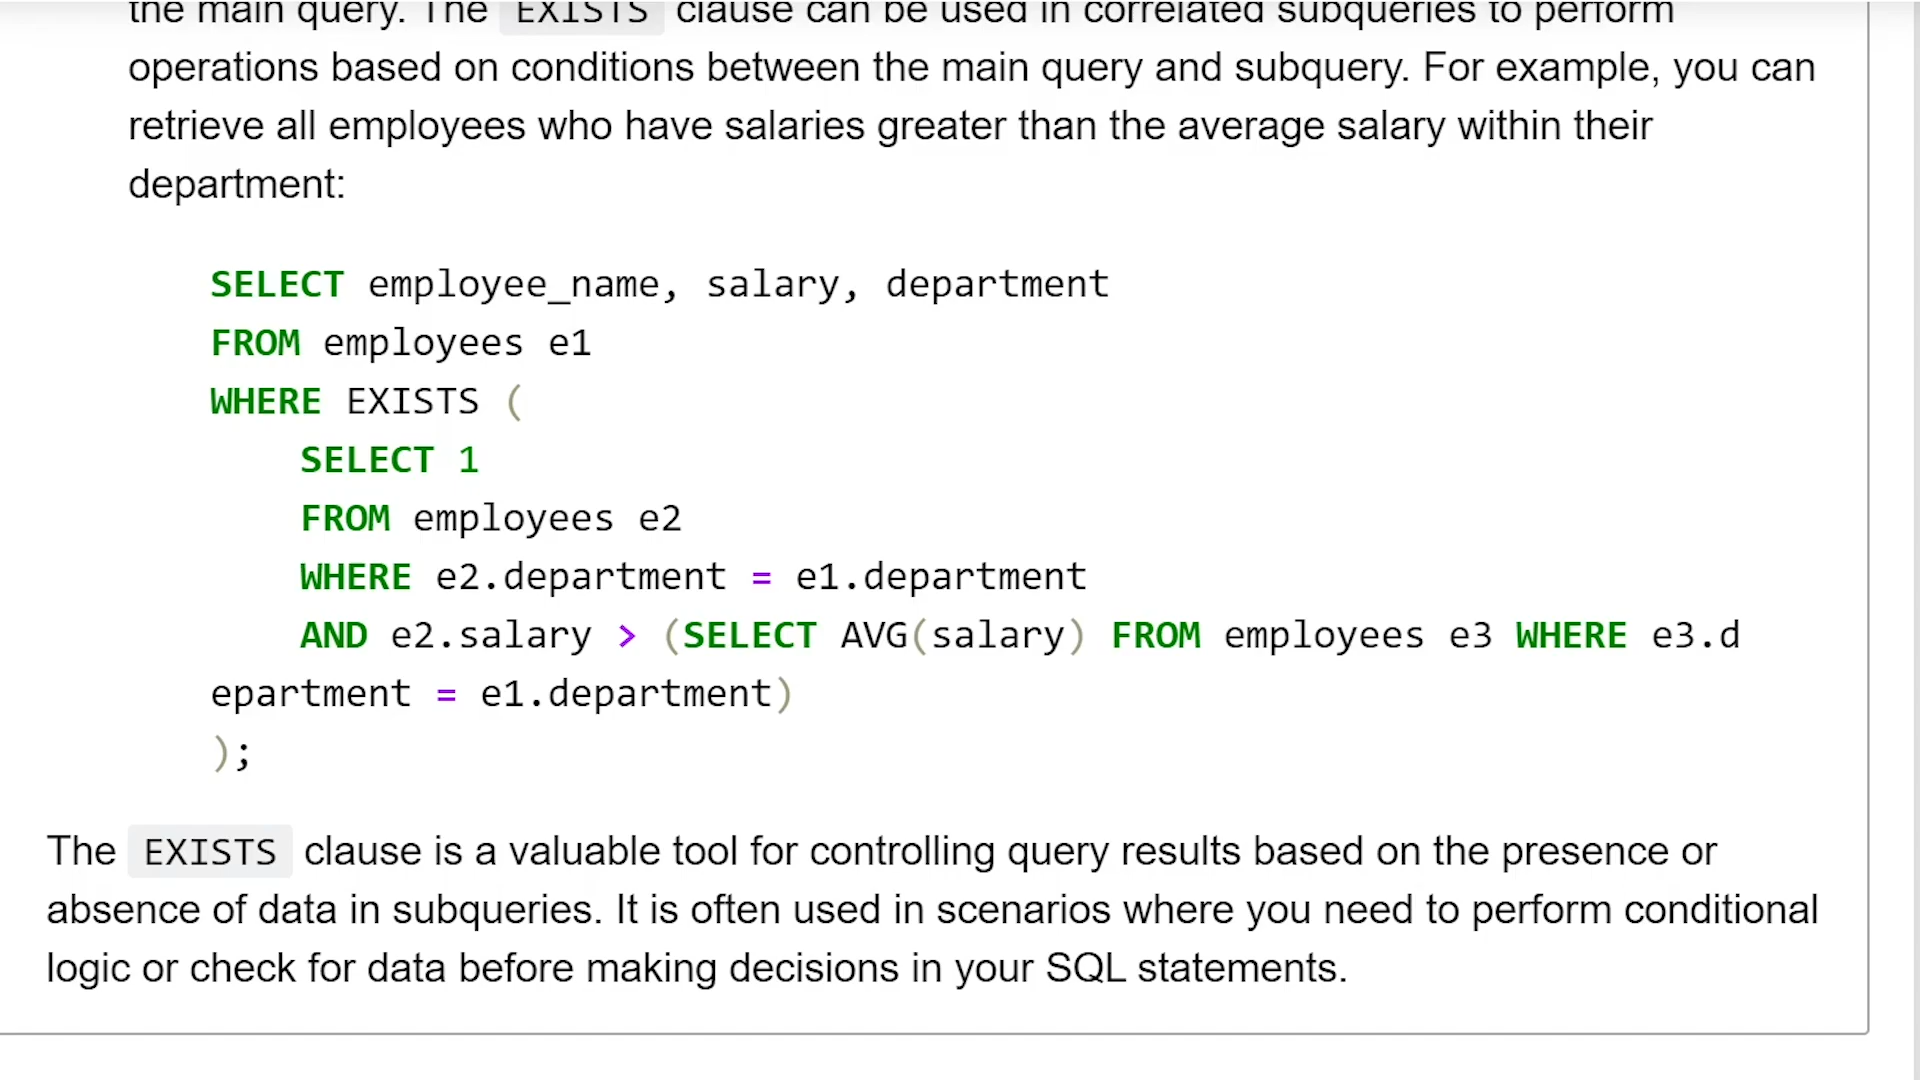 the main query. The EXISTS clause can be used in correlated subqueries to perform
operations based on conditions between the main query and subquery. For example, you can
retrieve all employees who have salaries greater than the average salary within their
department:
SELECT employee_name, salary, department
FROM employees e1
WHERE EXISTS (
    SELECT 1
    FROM employees e2
    WHERE e2.department = e1.department
    AND e2.salary > (SELECT AVG(salary) FROM employees e3 WHERE e3.d
epartment = e1.department)
);
The EXISTS clause is a valuable tool for controlling query results based on the presence or
absence of data in subqueries. It is often used in scenarios where you need to perform conditional
logic or check for data before making decisions in your SQL statements.